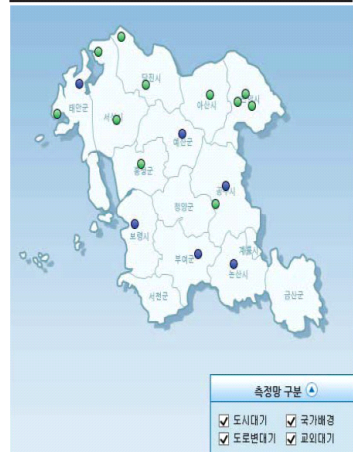 당진시
태안군
서산시
아산시
천안시
예산군
홍성군
청양군
공주시
보령시
부여군
계룡시
논산시
서천군
금산군
측정망 구분
도시대기 국가배경
도로변대기 교외대기